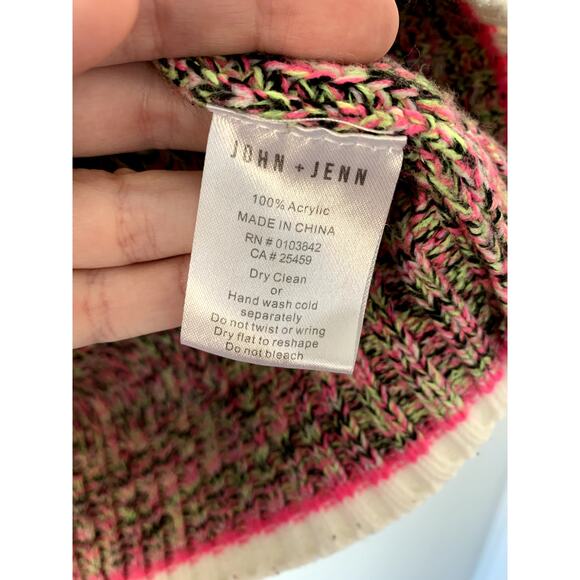 JOHN + JENN
100% Acrylic
MADE IN CHINA
RN # 0103842
CA # 25459
Dry Clean
or
Hand wash cold
separately
Do not twist or wring
Dry flat to reshape
Do not bleach